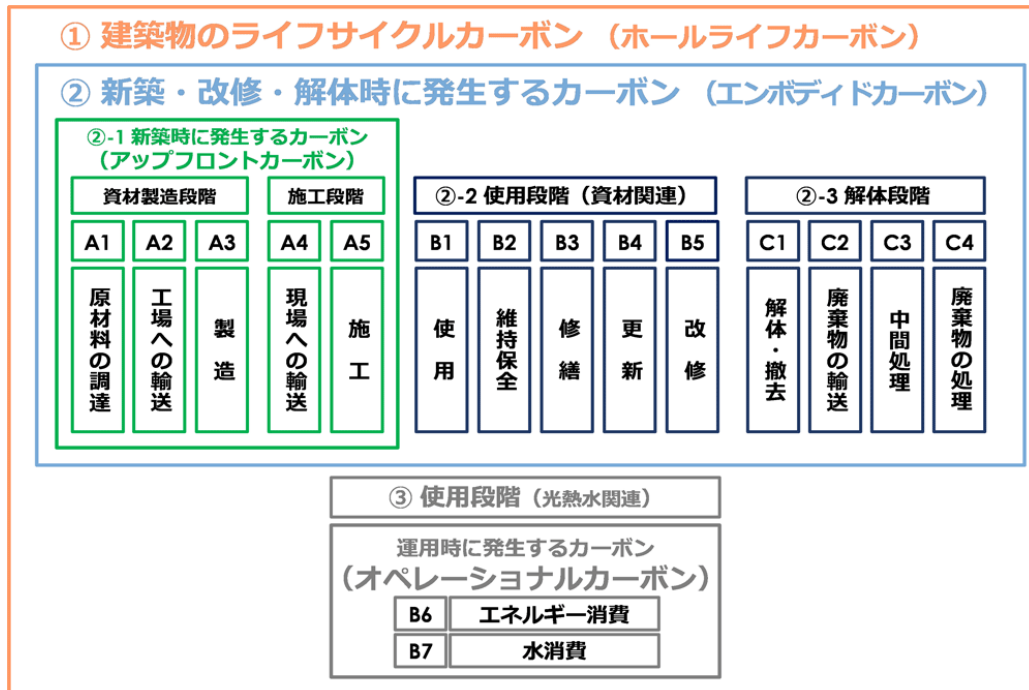 ① 建築物のライフサイクルカーボン （ホールライフカーボン）
② 新築・改修・解体時に発生するカーボン （エンボディドカーボン）
②-1 新築時に発生するカーボン
（アップフロントカーボン）
資材製造段階
施工段階
②-2 使用段階（資材関連）
②-3 解体段階
A1
A2
A3
A4
A5
B1
B2
B3
B4
B5
C1
C2
C3
C4
原材料の調達
工場への輸送
製造
現場への輸送
施工
使用
維持保全
修繕
更新
改修
解体・撤去
廃棄物の輸送
中間処理
廃棄物の処理
③ 使用段階（光熱水関連）
運用時に発生するカーボン
（オペレーショナルカーボン）
B6 エネルギー消費
B7 水消費